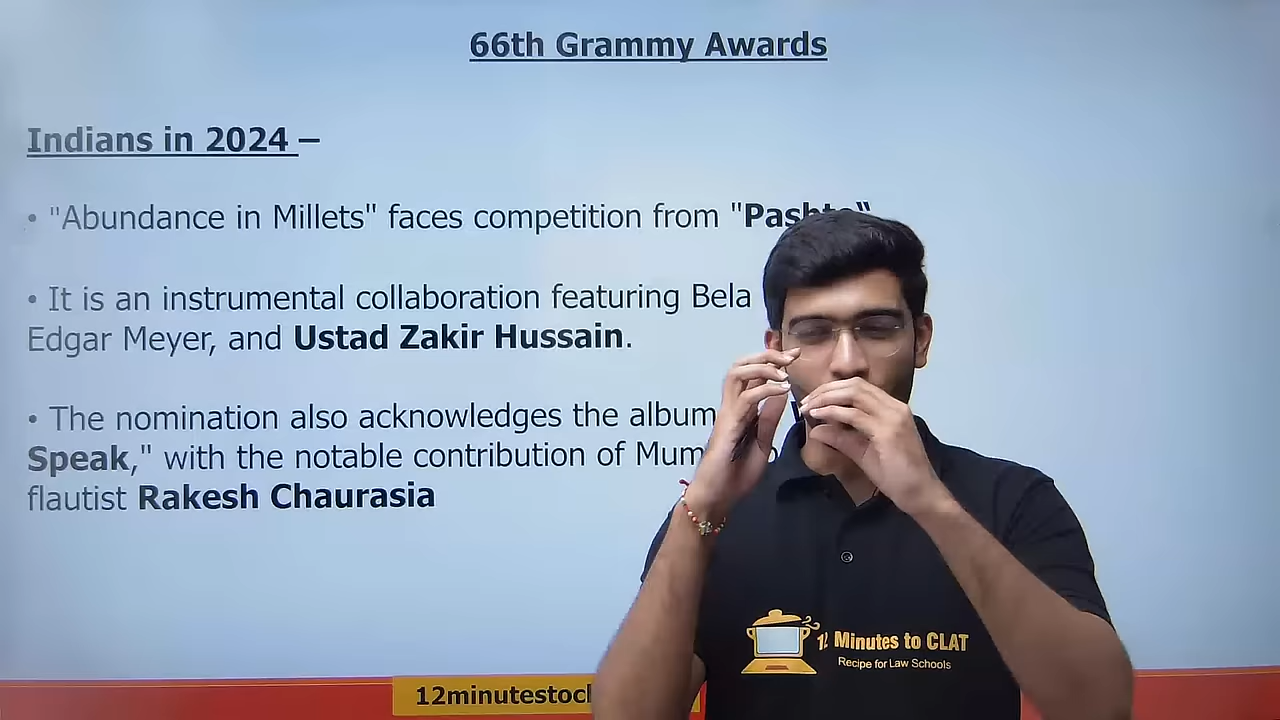 66th Grammy Awards
Indians in 2024 –
• "Abundance in Millets" faces competition from "Pashto"
• It is an instrumental collaboration featuring Bela
Edgar Meyer, and Ustad Zakir Hussain.
• The nomination also acknowledges the album
Speak," with the notable contribution of
flautist Rakesh Chaurasia
12 Minutes to CLAT
Recipe for Law Schools